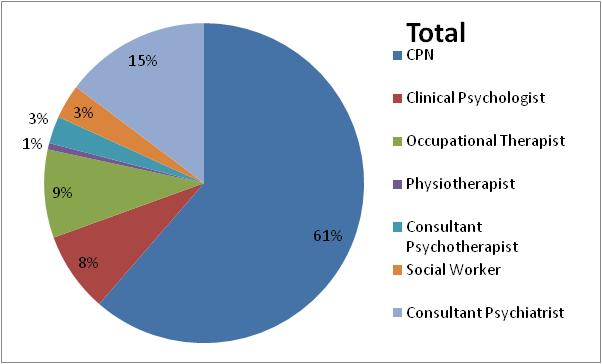 Total
CPN
Clinical Psychologist
Occupational Therapist
Physiotherapist
Consultant
Psychotherapist
Social Worker
Consultant Psychiatrist
15%
3%
3%
1%
9%
8%
61%